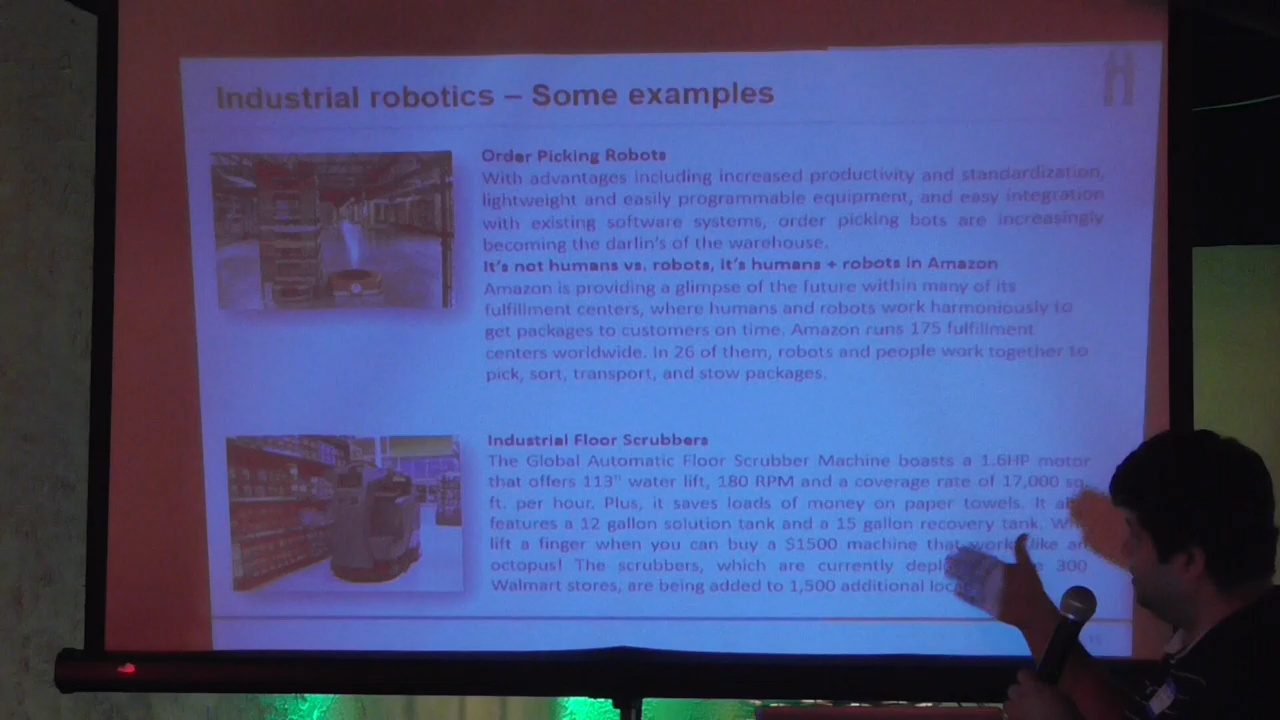 Industrial robotics – Some examples
Order Picking Robots
With advantages including increased productivity and standardization,
lightweight and easily programmable equipment, and easy integration
with existing software systems, order picking bots are increasingly
becoming the darlin's of the warehouse.
It's not humans vs. robots, it's humans + robots in Amazon
Amazon is providing a glimpse of the future within many of its
fulfillment centers, where humans and robots work harmoniously to
get packages to customers on time. Amazon runs 175 fulfillment
centers worldwide. In 26 of them, robots and people work together to
pick, sort, transport, and stow packages.
Industrial Floor Scrubbers
The Global Automatic Floor Scrubber Machine boasts a 1.6HP motor
that offers 113" water lift, 180 RPM and a coverage rate of 17,000 sq.
ft. per hour. Plus, it saves loads of money on paper towels. It
features a 12 gallon solution tank and a 15 gallon recovery tank.
lift a finger when you can buy a $1500 machine that works like an
octopus! The scrubbers, which are currently 300
Walmart stores, are being added to 1,500 additional